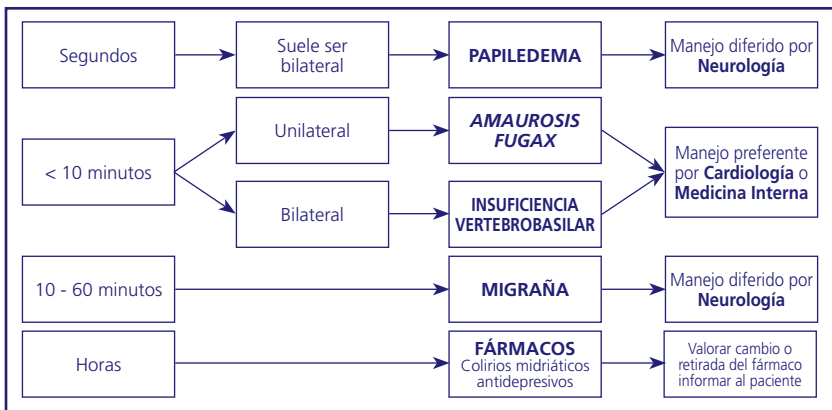 Segundos
Suele ser
bilateral
PAPILEDEMA
Manejo diferido por
Neurología
< 10 minutos
Unilateral
AMAUROSIS
FUGAX
Bilateral
INSUFICIENCIA
VERTEBROBASILAR
Manejo preferente
por Cardiología o
Medicina Interna
10 - 60 minutos
MIGRAÑA
Manejo diferido por
Neurología
Horas
FÁRMACOS
Colirios midriáticos
antidepresivos
Valorar cambio o
retirada del fármaco
informar al paciente